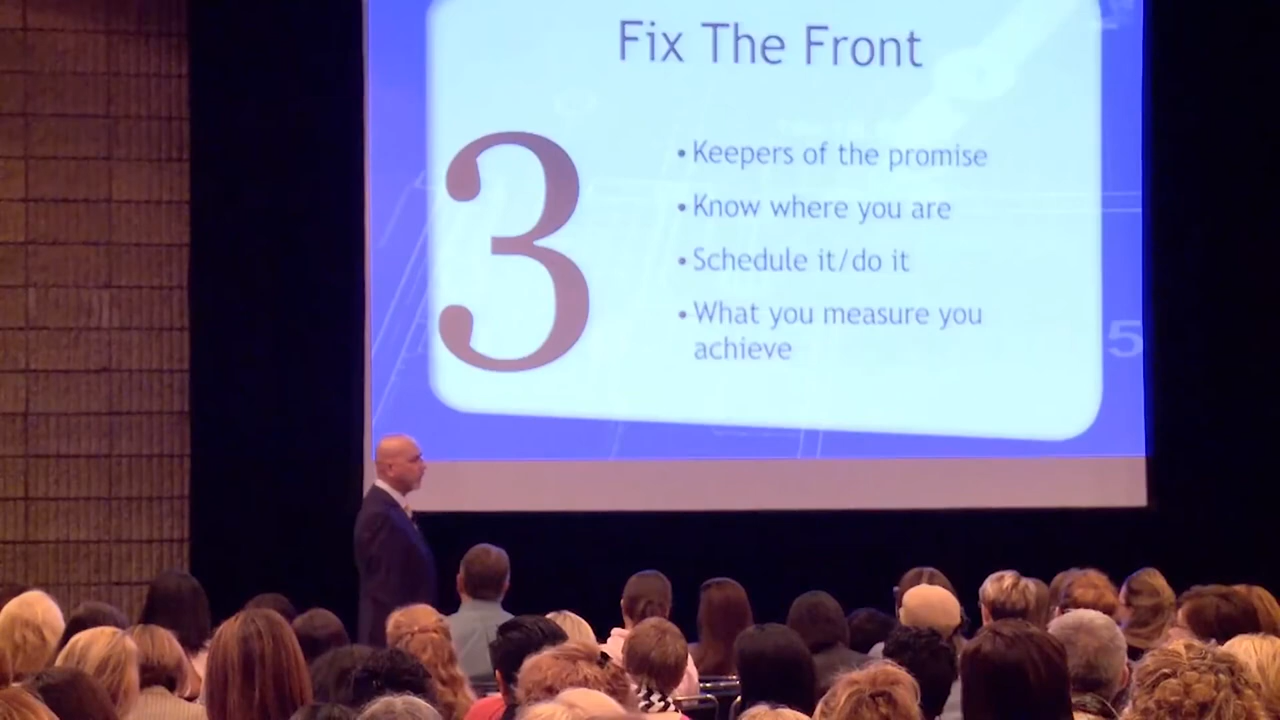 Fix The Front
3
•Keepers of the promise
•Know where you are
•Schedule it/do it
•What you measure you
achieve
5